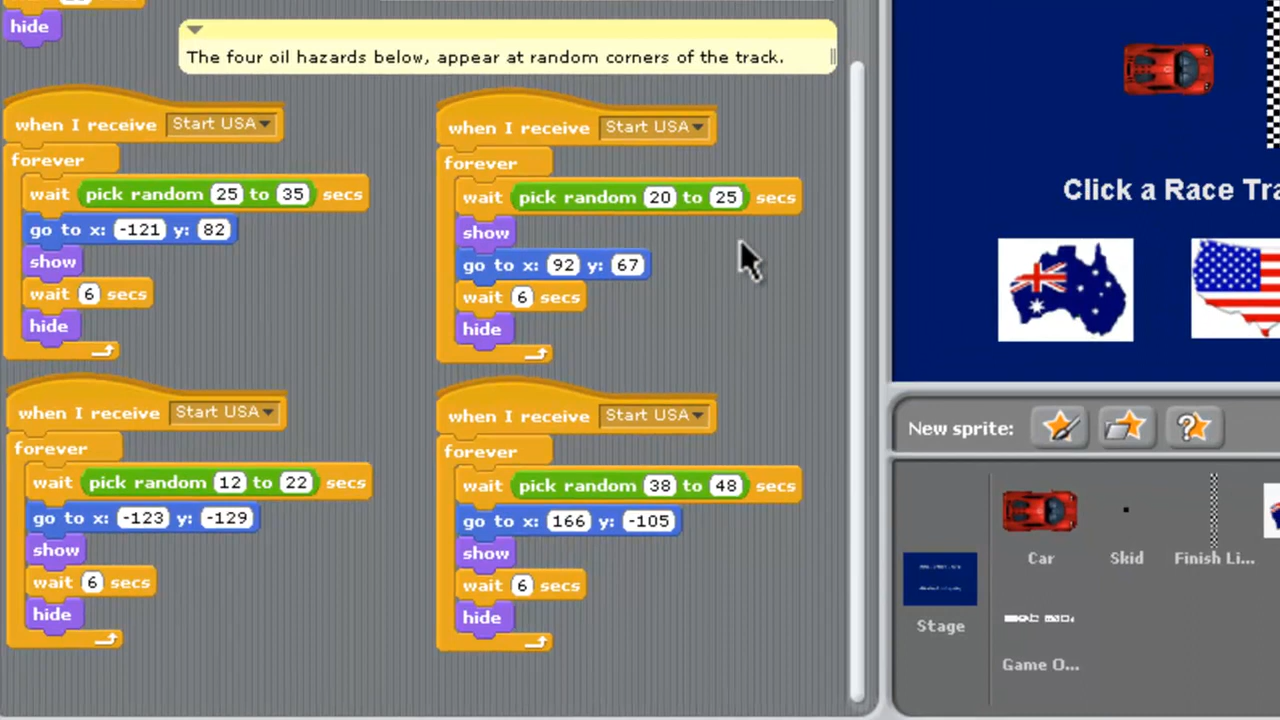 hide
The four oil hazards below, appear at random corners of the track.
when I receive Start USA
forever
wait pick random 25 to 35 secs
go to x: -121 y: 82
show
wait 6 secs
hide
when I receive Start USA
forever
wait pick random 20 to 25 secs
show
go to x: 92 y: 67
wait 6 secs
hide
when I receive Start USA
forever
wait pick random 12 to 22 secs
go to x: -123 y: -129
show
wait 6 secs
hide
when I receive Start USA
forever
wait pick random 38 to 48 secs
go to x: 166 y: -105
show
wait 6 secs
hide
Click a Race Tra
New sprite:
Car
Skid
Finish Li...
Stage
Game O...